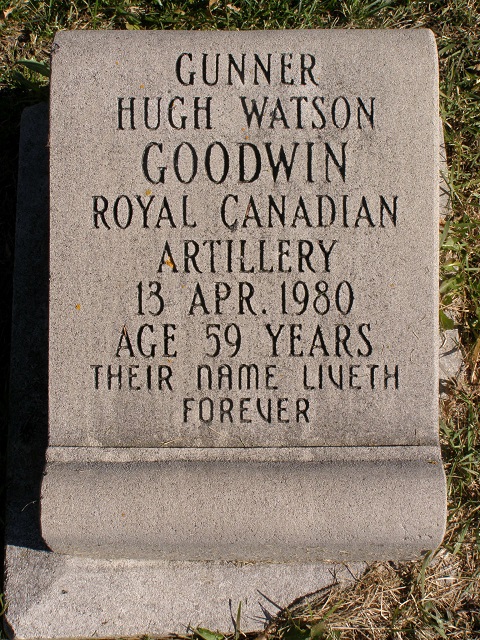 GUNNER
HUGH WATSON
GOODWIN
ROYAL CANADIAN
ARTILLERY
13 APR. 1980
AGE 59 YEARS
THEIR NAME LIVETH
FOREVER